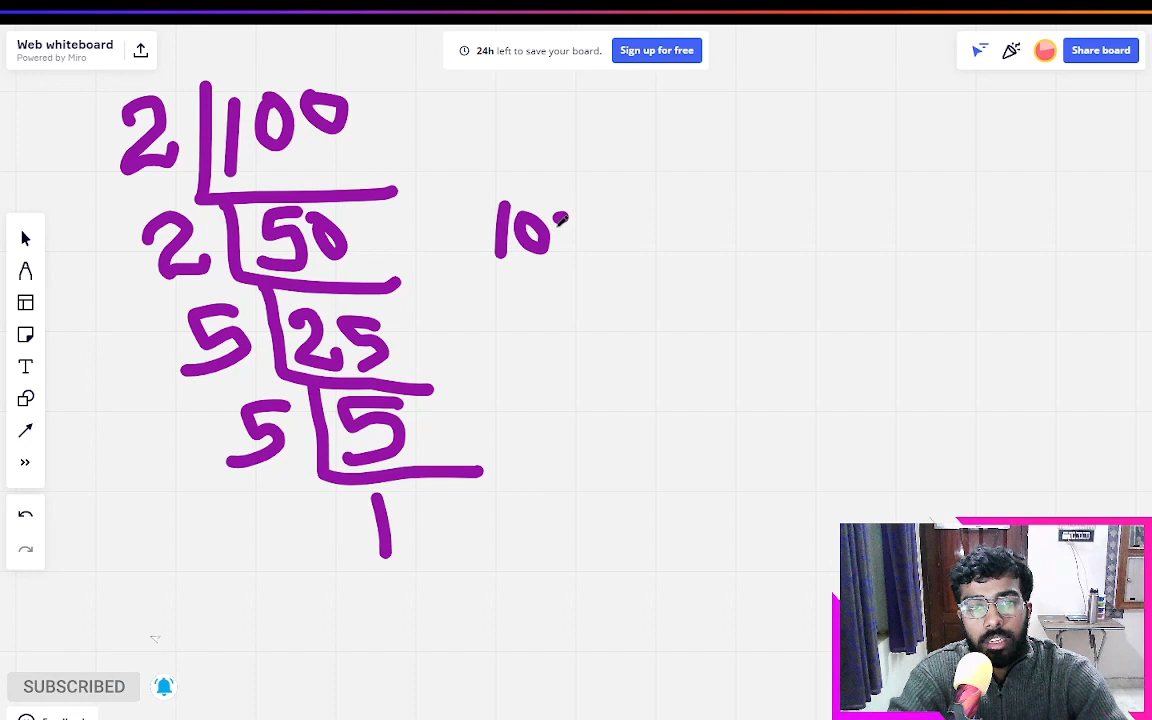 Web whiteboard
Powered by Miro
24h left to save your board.
Sign up for free
Share board
2 100
2 50
10
5 25
5 5
1
T
SUBSCRIBED